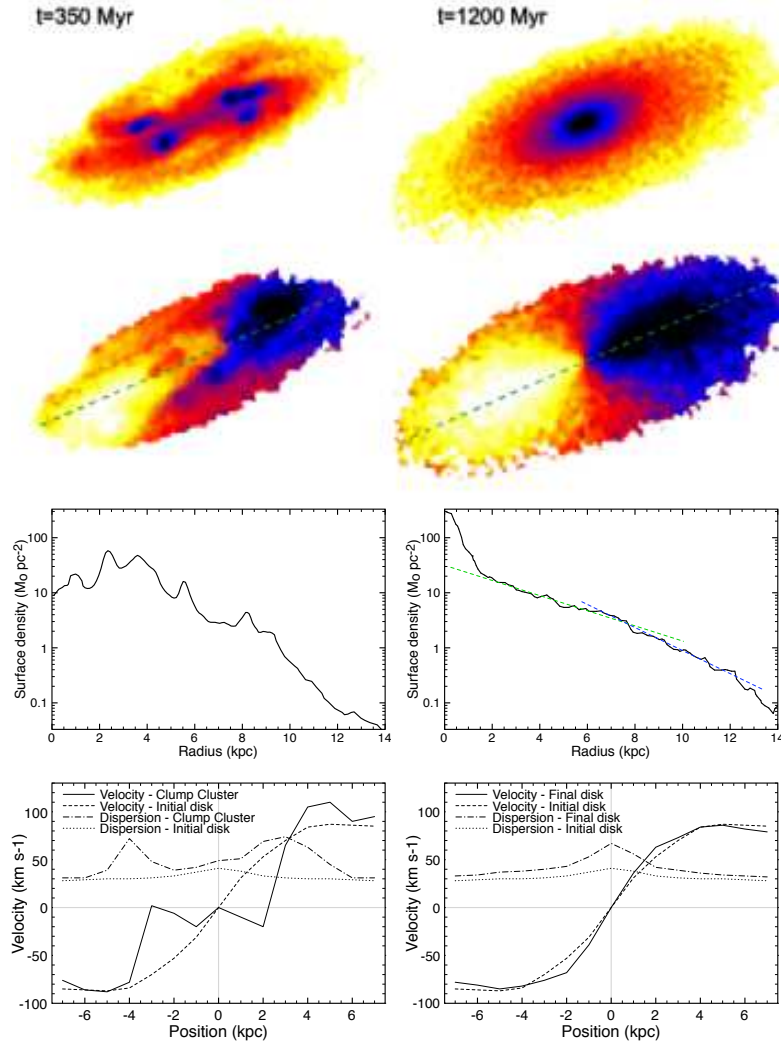 t=350 Myr
t=1200 Myr
Surface density (M⊙ pc-2)
100
10
1
0.1
0 2 4 6 8 10 12 14
Radius (kpc)
Surface density (M⊙ pc-2)
100
10
1
0.1
0 2 4 6 8 10 12 14
Radius (kpc)
Velocity (km s-1)
100
50
0
-50
-100
Velocity - Clump Cluster
Velocity - Initial disk
Dispersion - Clump Cluster
Dispersion - Initial disk
-6 -4 -2 0 2 4 6
Position (kpc)
Velocity (km s-1)
100
50
0
-50
-100
Velocity - Final disk
Velocity - Initial disk
Dispersion - Final disk
Dispersion - Initial disk
-6 -4 -2 0 2 4 6
Position (kpc)